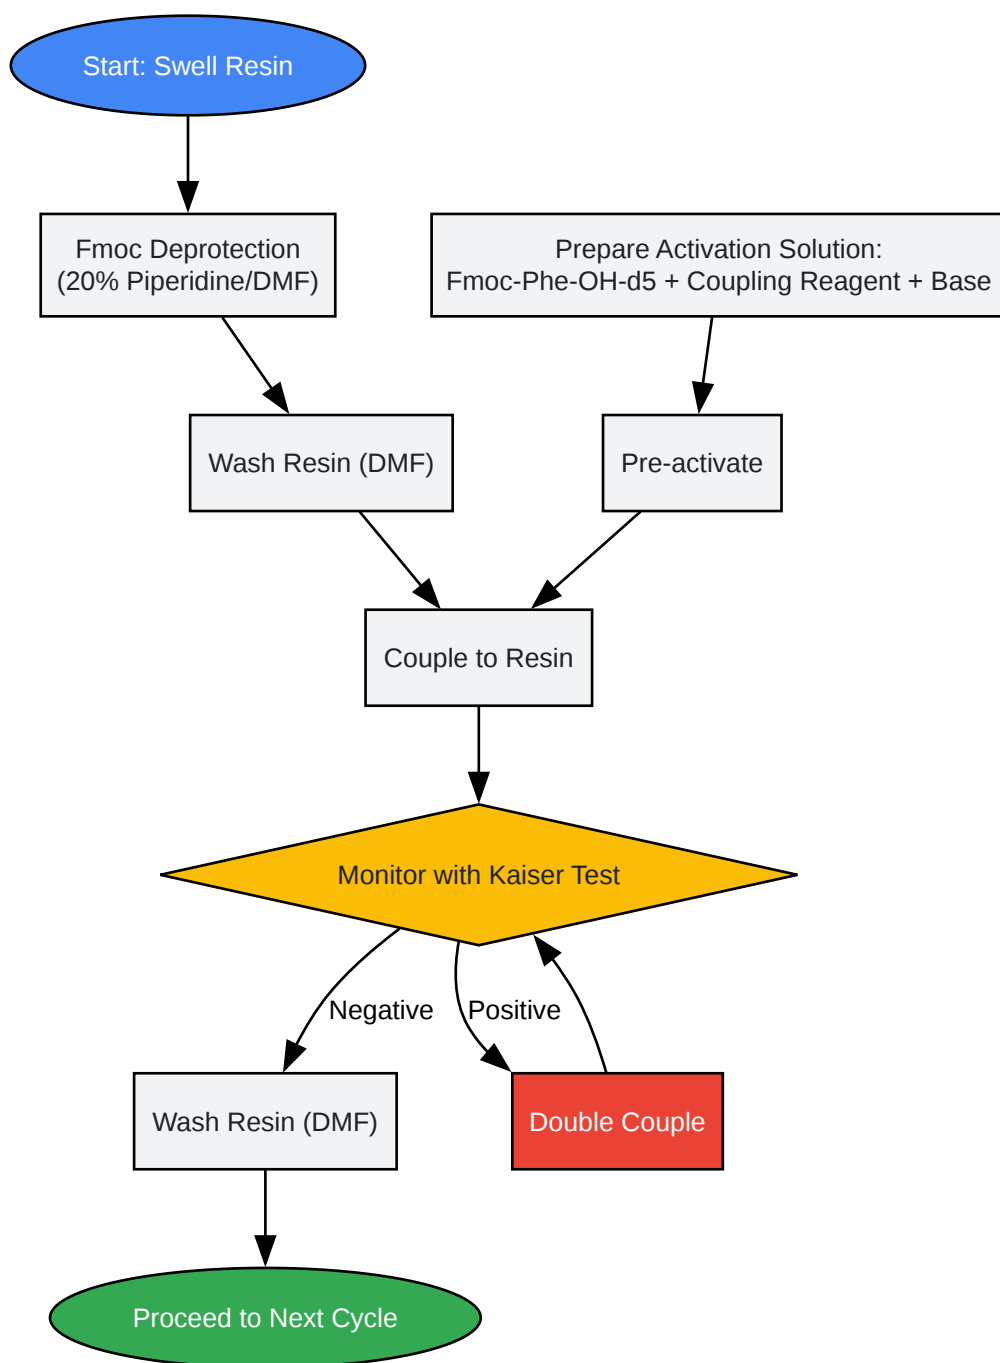 Start: Swell Resin
Fmoc Deprotection
(20% Piperidine/DMF)
Prepare Activation Solution:
Fmoc-Phe-OH-d5 + Coupling Reagent + Base
Wash Resin (DMF)
Pre-activate
Couple to Resin
Monitor with Kaiser Test
Negative
Positive
Wash Resin (DMF)
Double Couple
Proceed to Next Cycle